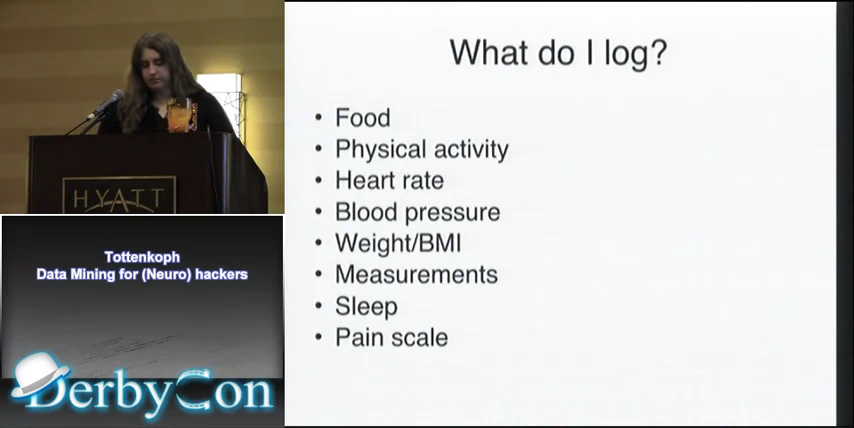 HYATT
Tottenkoph
Data Mining for (Neuro) hackers
DerbyCon
What do I log?
• Food
• Physical activity
• Heart rate
• Blood pressure
• Weight/BMI
• Measurements
• Sleep
• Pain scale